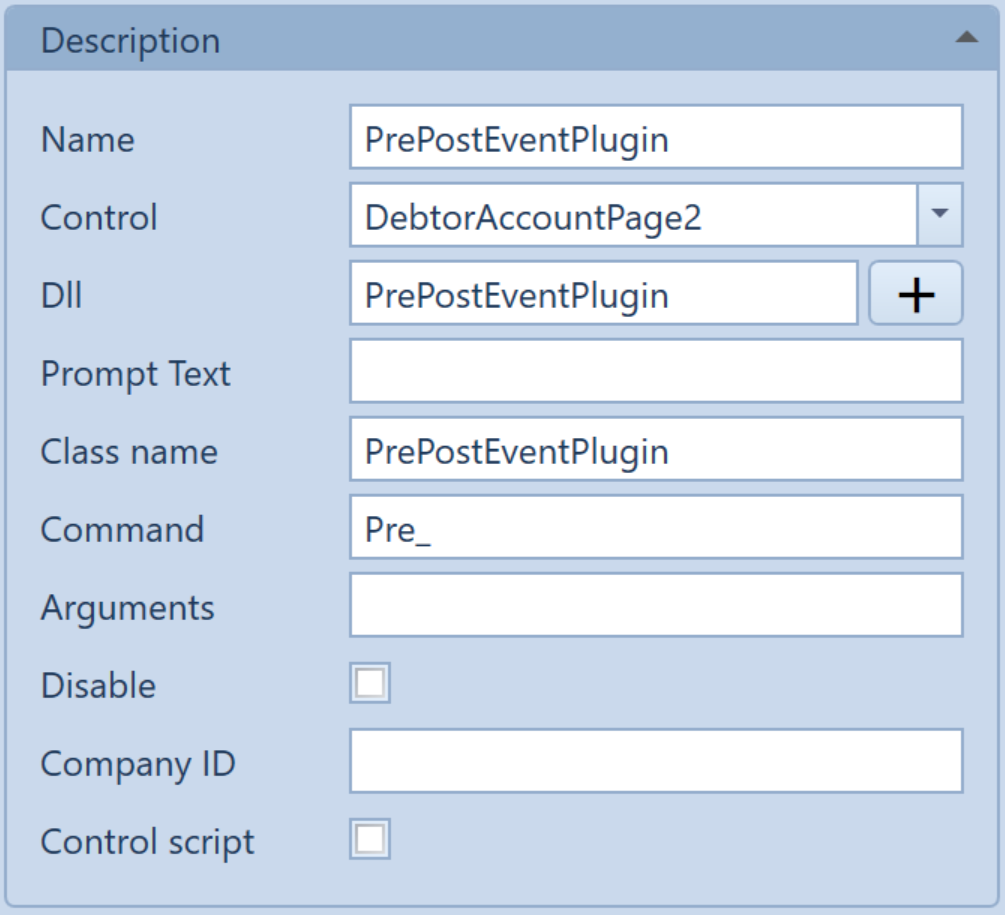 Description
Name PrePostEventPlugin
Control DebtorAccountPage2
Dll PrePostEventPlugin +
Prompt Text
Class name PrePostEventPlugin
Command Pre_
Arguments
Disable
Company ID
Control script